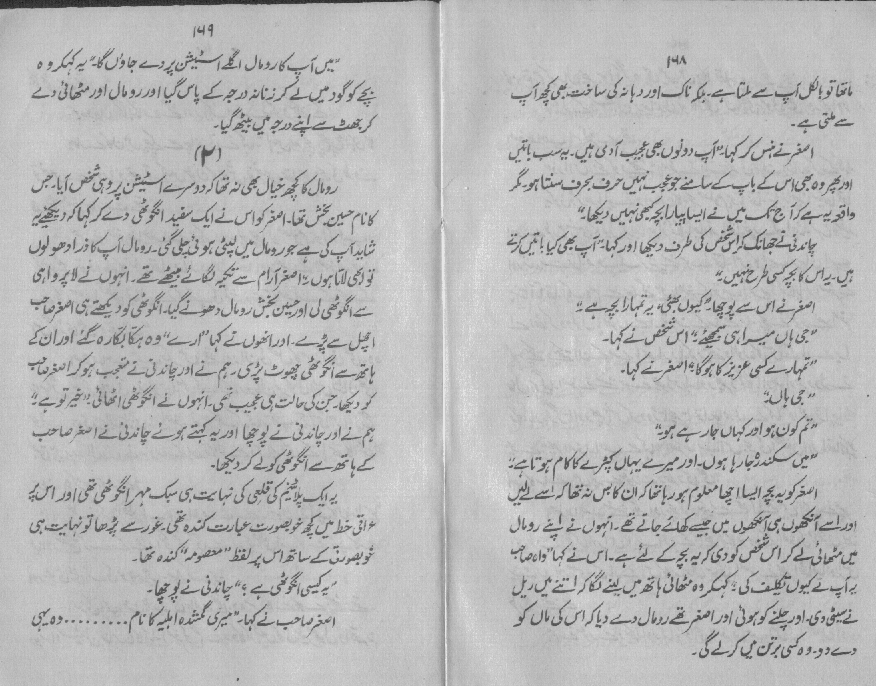 ۱۶۸
ماتھا تو بالکل آپ سے ملتا ہے۔ بلکہ ناک اور دہانہ کی ساخت بھی کچھ آپ
سے ملتی ہے۔
اصغر نے ہنس کر کہا۔ "آپ دونوں بھی عجیب آدمی ہیں۔ یہ سب باتیں
اور پھر وہ بھی اس کے باپ کے سامنے جو عجب نہیں حرف بحرف سنتا ہو۔ مگر
واقعہ یہ ہے کہ آج تک میں نے ایسا پیارا بچہ کبھی نہیں دیکھا۔"
چاندنی نے جھانک کر اس شخص کی طرف دیکھا اور کہا۔ "آپ بھی کیا باتیں کرتے
ہیں۔ یہ اس کا بچہ کسی طرح نہیں۔"
اصغر نے اس سے پوچھا۔ "کیوں بھئی، یہ تمہارا بچہ ہے۔"
"جی ہاں میرا ہی سمجھئے۔" اس شخص نے کہا۔
"تمہارے کسی عزیز کا ہوگا۔" اصغر نے کہا۔
"جی ہاں۔"
"تم کون ہو اور کہاں جا رہے ہو۔"
"میں سکندرہ جا رہا ہوں۔ اور میرے یہاں کپڑے کا کام ہوتا ہے۔"
اصغر کو یہ بچہ ایسا اچھا معلوم ہو رہا تھا کہ ان کا بس نہ تھا کہ اسے لے لیں
اور اسے آنکھوں ہی آنکھوں میں جیسے کھائے جاتے تھے۔ انہوں نے اپنے رومال
میں مٹھائی لے کر اس شخص کو دی کہ یہ بچہ کے لئے ہے۔ اس نے کہا "واہ صاحب
یہ آپ نے کیوں تکلیف کی" کہہ کر وہ مٹھائی ہاتھ میں لینے لگا کہ اتنے میں ریل
نے سیٹی دی۔ اور چلنے کو ہوئی اور اصغر نے رومال دے دیا کہ اس کی ماں کو
دے دو۔ وہ کسی برتن میں کر لے گی۔
۱۶۹
"میں آپ کا رومال اگلے اسٹیشن پر دے جاؤں گا۔" یہ کہکر وہ
بچے کو گود میں لے کر زنانہ درجہ کے پاس گیا اور رومال اور مٹھائی دے
کر جھٹ سے اپنے درجہ میں بیٹھ گیا۔
(۲)
رومال کا کچھ خیال بھی نہ تھا کہ دوسرے اسٹیشن پر وہی شخص آیا۔ جس
کا نام حسین بخش تھا۔ اصغر کو اس نے ایک سفید انگوٹھی دے کر کہا کہ دیکھئے یہ
شاید آپ کی ہے جو رومال میں لپٹی ہوئی چلی گئی۔ رومال آپ کا ذرا دھو لوں
تو ابھی لاتا ہوں۔" اصغر آرام سے تکیہ لگائے بیٹھے تھے۔ انہوں نے لاپرواہی
سے انگوٹھی لی اور حسین بخش رومال دھونے گیا۔ انگوٹھی کو دیکھتے ہی اصغر صاحب
اچھل سے پڑے۔ اور انھوں نے کہا "ارے" وہ ہکا بکا رہ گئے اور ان کے
ہاتھ سے انگوٹھی چھوٹ پڑی۔ ہم نے اور چاندنی نے متعجب ہو کر اصغر صاحب
کو دیکھا۔ جن کی حالت ہی عجیب تھی۔ انہوں نے انگوٹھی اٹھائی۔ "خیر تو ہے۔"
ہم نے اور چاندنی نے پوچھا اور یہ کہتے ہوئے چاندنی نے اصغر صاحب
کے ہاتھ سے انگوٹھی کو لے کر دیکھا۔
یہ ایک پلاٹینم کی قلعی کی نہایت ہی سبک مہر انگوٹھی تھی اور اس پر
عراقی خط میں کچھ خوبصورت عبارت کندہ تھی۔ غور سے پڑھا تو نہایت ہی
خوبصورتی کے ساتھ اس پر لفظ "معصومہ" کندہ تھا۔
"یہ کیسی انگوٹھی ہے؟" چاندنی نے پوچھا۔
اصغر صاحب نے کہا۔ "میری گمشدہ اہلیہ کا نام ......... وہ یہی